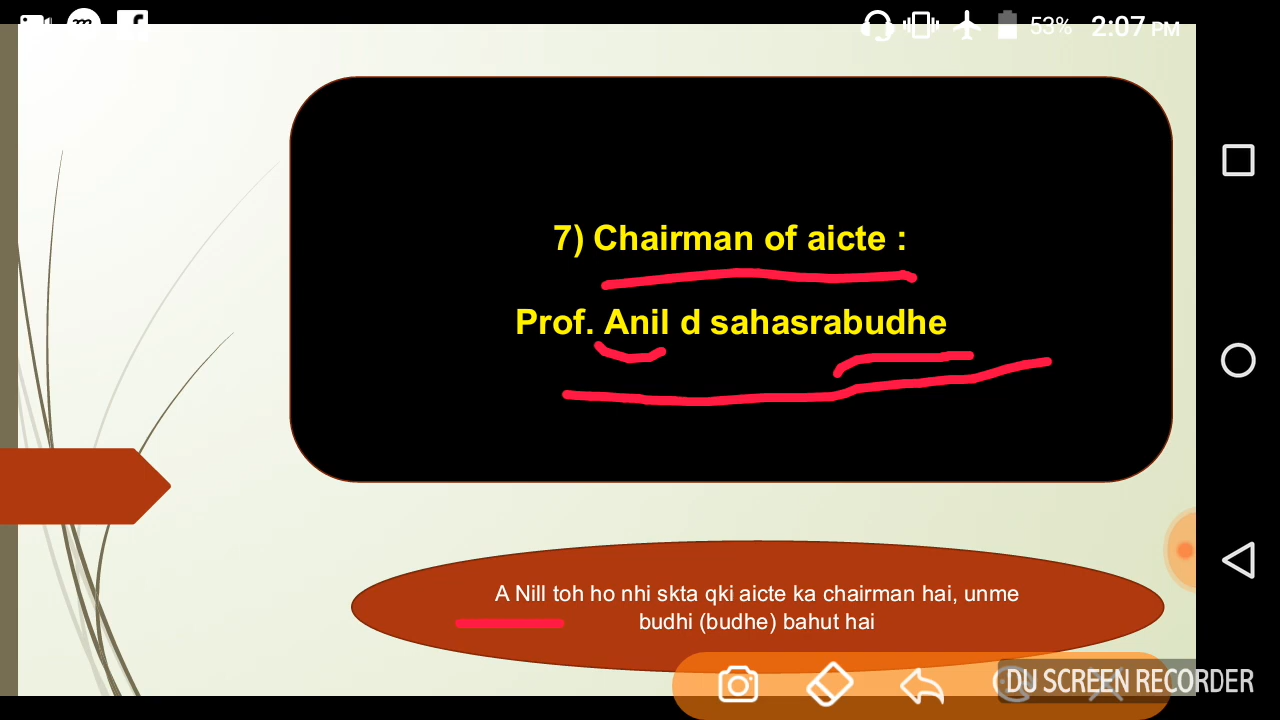 53% 2:07 PM
7) Chairman of aicte :
Prof. Anil d sahasrabudhe
A Nill toh ho nhi skta qki aicte ka chairman hai, unme
budhi (budhe) bahut hai
DU SCREEN RECORDER